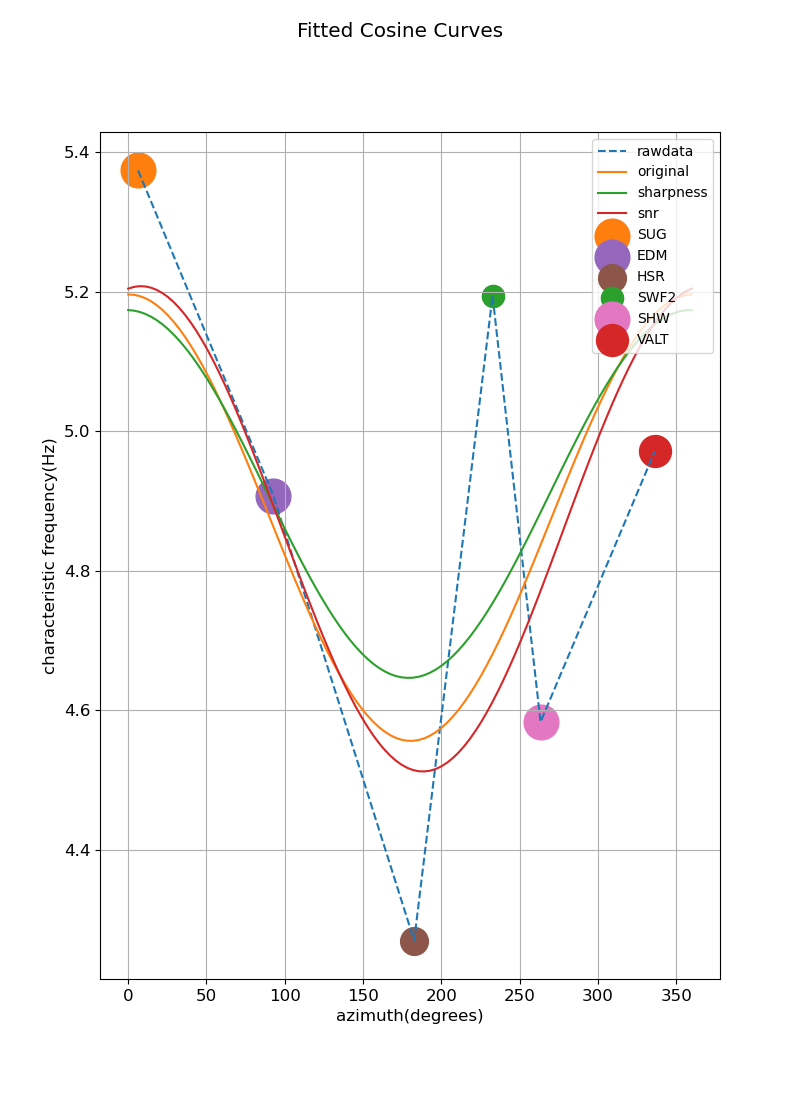 Fitted Cosine Curves
5.4
5.2
5.0
4.8
4.6
4.4
characteristic frequency(Hz)
rawdata
original
sharpness
snr
SUG
EDM
HSR
SWF2
SHW
VALT
0 50 100 150 200 250 300 350
azimuth(degrees)